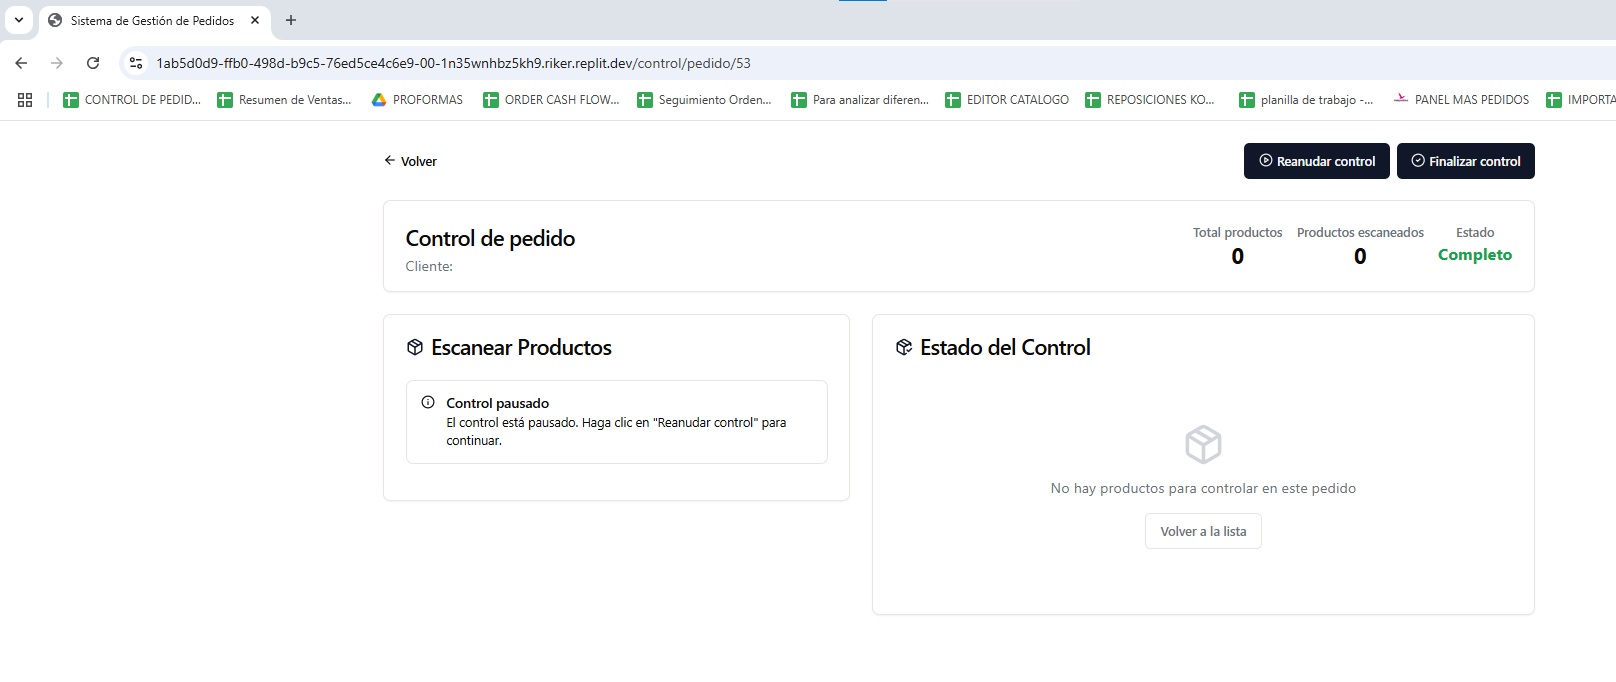 Sistema de Gestión de Pedidos
1ab5d0d9-ffb0-498d-b9c5-76ed5ce4c6e9-00-1n35wnhbz5kh9.riker.replit.dev/control/pedido/53
CONTROL DE PEDID... Resumen de Ventas... PROFORMAS ORDER CASH FLOW... Seguimiento Orden... Para analizar diferen... EDITOR CATALOGO REPOSICIONES KO... planilla de trabajo -... PANEL MAS PEDIDOS IMPORTA
Volver Reanudar control Finalizar control
Control de pedido
Cliente:
Total productos Productos escaneados Estado
0 0 Completo
Escanear Productos
Control pausado
El control está pausado. Haga clic en "Reanudar control" para
continuar.
Estado del Control
No hay productos para controlar en este pedido
Volver a la lista